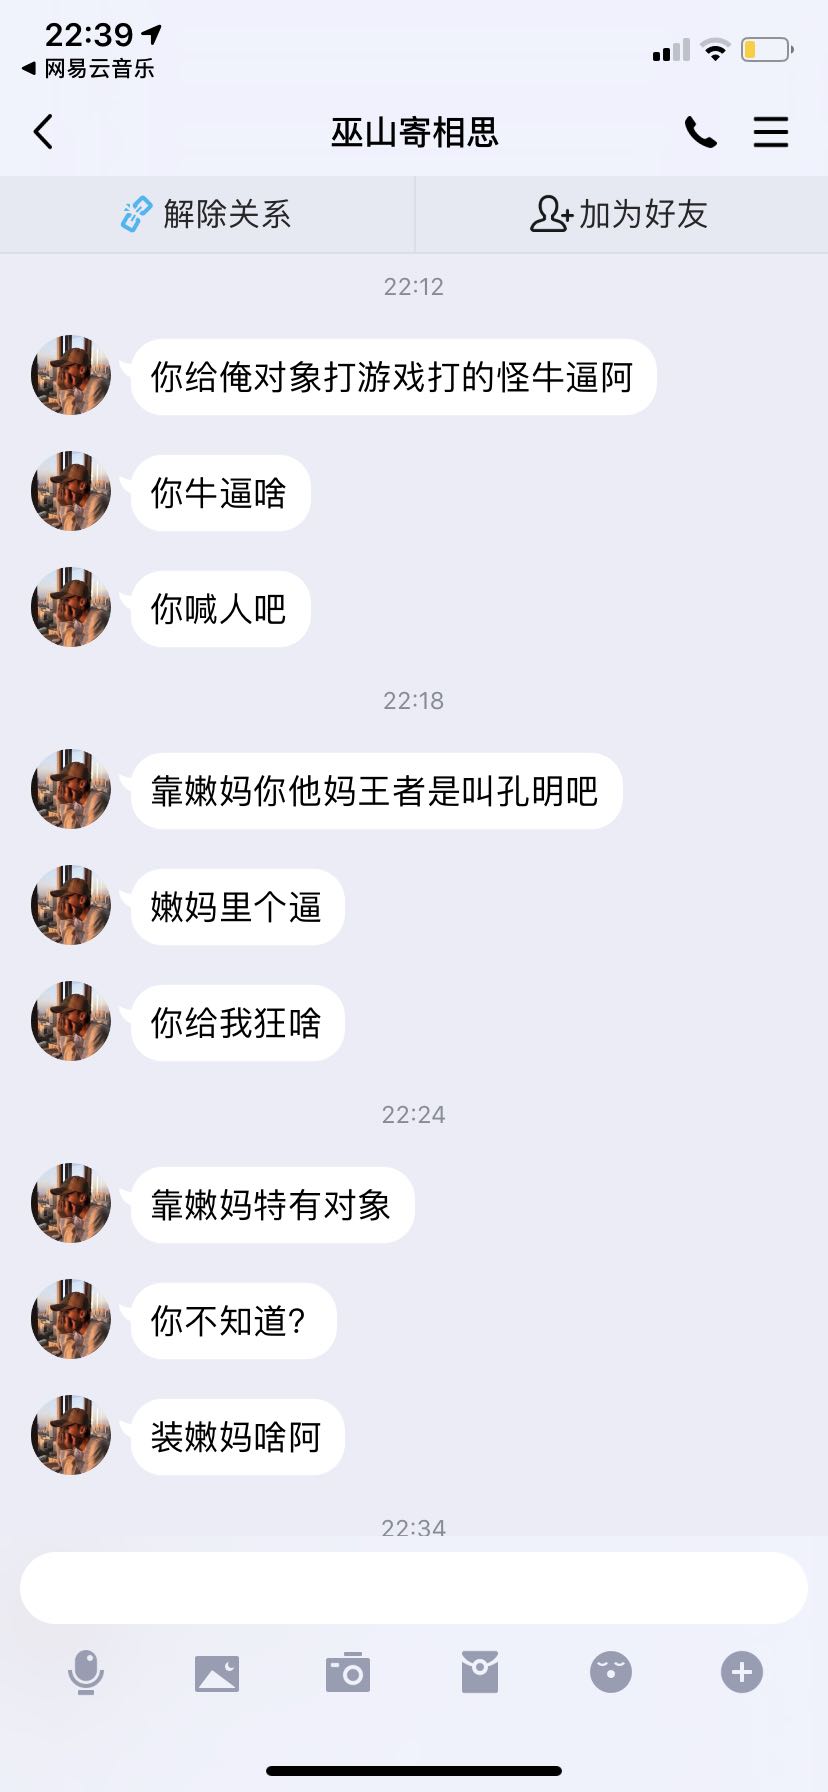 22:39
网易云音乐
巫山寄相思
解除关系
加为好友
22:12
你给俺对象打游戏打的怪牛逼阿
你牛逼啥
你喊人吧
22:18
靠嫩妈你他妈王者是叫孔明吧
嫩妈里个逼
你给我狂啥
22:24
靠嫩妈特有对象
你不知道?
装嫩妈啥阿
22:34